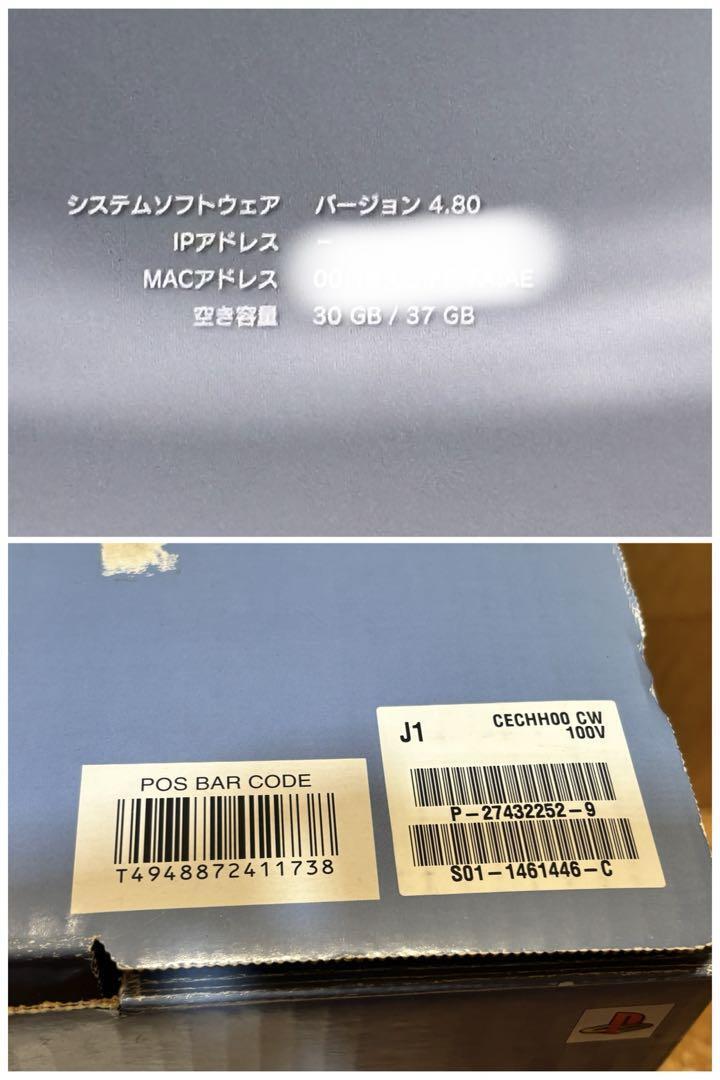 システムソフトウェア バージョン 4.80
IPアドレス -
MACアドレス
空き容量 30 GB / 37 GB
POS BAR CODE
T4948872411738
J1 CECHH00 CW
100V
P-27432252-9
S01-1461446-C